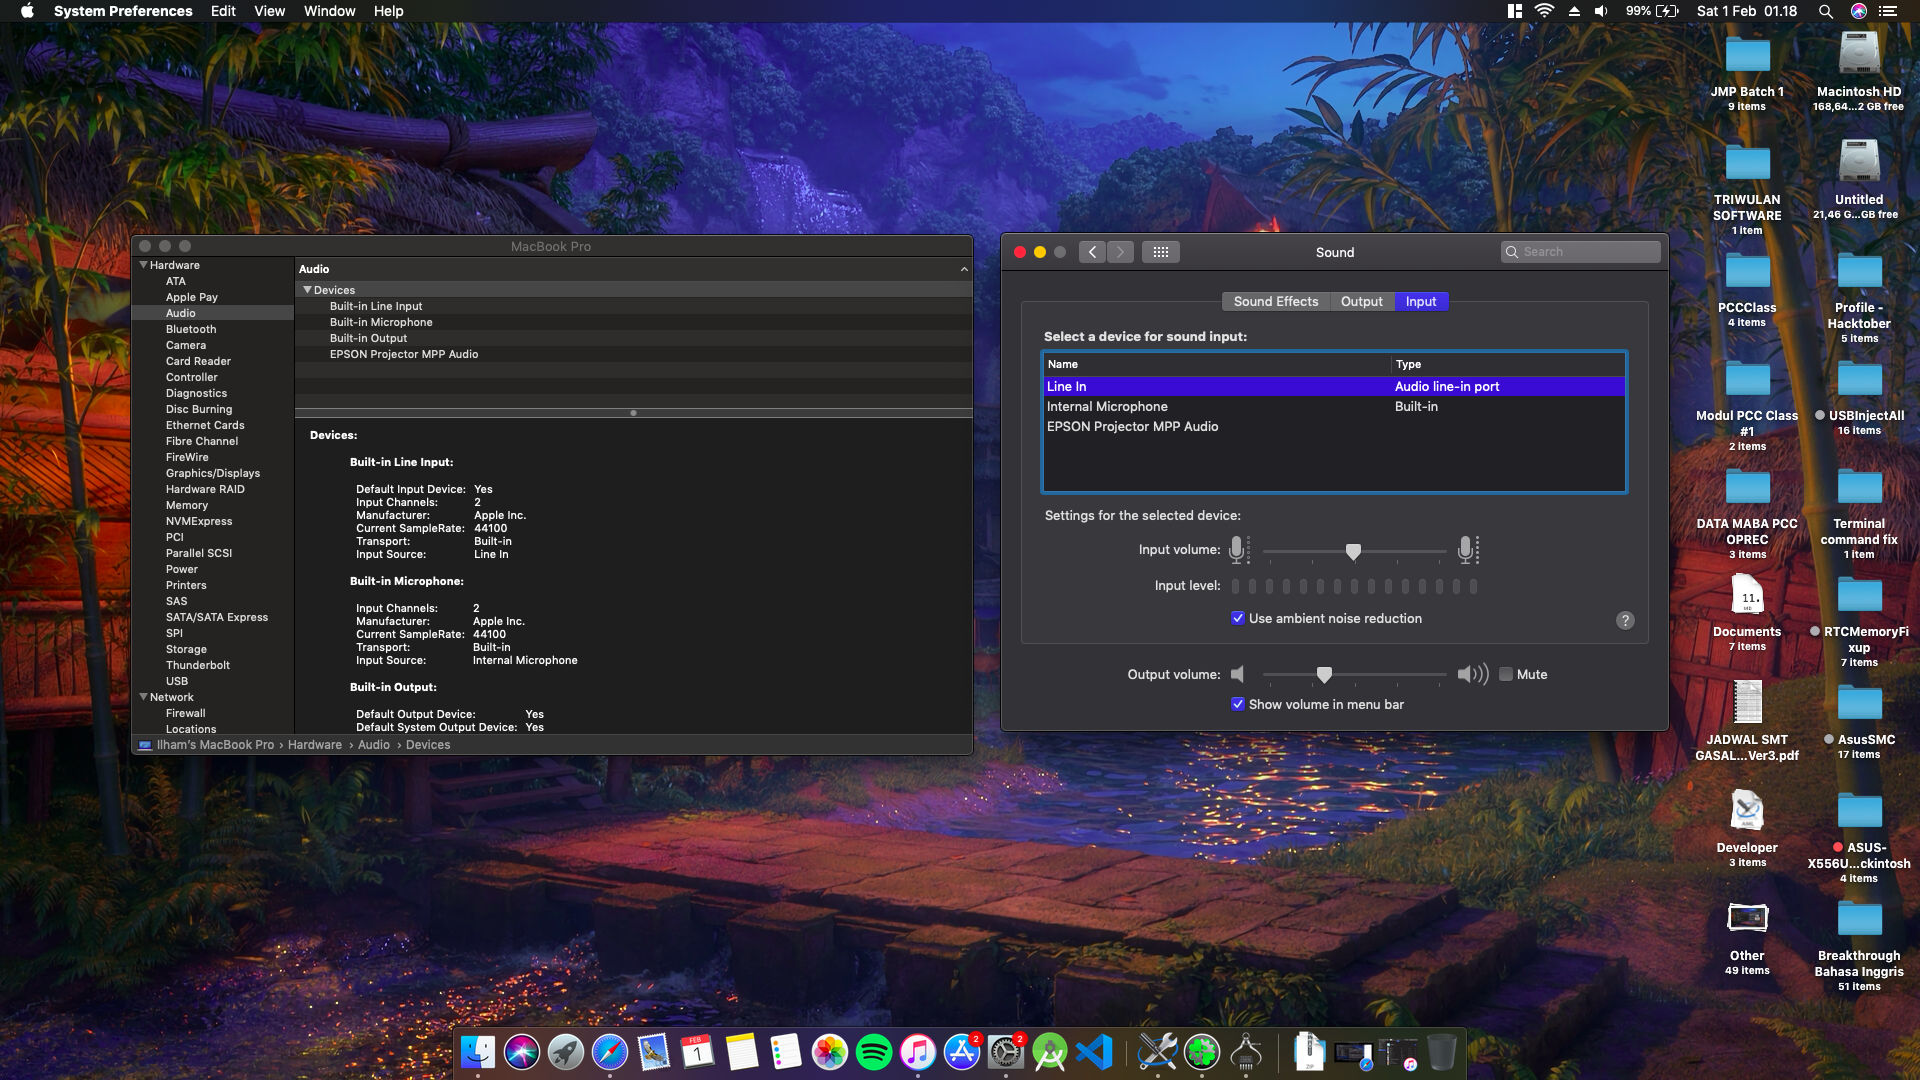 System Preferences Edit View Window Help
99% Sat 1 Feb 01.18
MacBook Pro
Hardware
ATA
Apple Pay
Audio
Bluetooth
Camera
Card Reader
Controller
Diagnostics
Disc Burning
Ethernet Cards
Fibre Channel
FireWire
Graphics/Displays
Hardware RAID
Memory
NVMExpress
PCI
Parallel SCSI
Power
Printers
SAS
SATA/SATA Express
SPI
Storage
Thunderbolt
USB
Network
Firewall
Locations
Audio
Devices
Built-in Line Input
Built-in Microphone
Built-in Output
EPSON Projector MPP Audio
Devices:
Built-in Line Input:
Default Input Device: Yes
Input Channels: 2
Manufacturer: Apple Inc.
Current SampleRate: 44100
Transport: Built-in
Input Source: Line In
Built-in Microphone:
Input Channels: 2
Manufacturer: Apple Inc.
Current SampleRate: 44100
Transport: Built-in
Input Source: Internal Microphone
Built-in Output:
Default Output Device: Yes
Default System Output Device: Yes
Ilham's MacBook Pro › Hardware › Audio › Devices
Sound
Search
Sound Effects Output Input
Select a device for sound input:
Name Type
Line In Audio line-in port
Internal Microphone Built-in
EPSON Projector MPP Audio
Settings for the selected device:
Input volume:
Input level:
Use ambient noise reduction
?
Output volume: Mute
Show volume in menu bar
JMP Batch 1
9 items
Macintosh HD
168,64...2 GB free
TRIWULAN
SOFTWARE
1 item
Untitled
21,46 G...GB free
PCCClass
4 items
Profile -
Hacktober
5 items
Modul PCC Class
#1
2 items
USBInjectAll
16 items
DATA MABA PCC
OPREC
3 items
Terminal
command fix
1 item
11.
Documents
7 items
RTCMemoryFi
xup
7 items
JADWAL SMT
GASAL...Ver3.pdf
AsusSMC
17 items
Developer
3 items
ASUS-
X556U...ckintosh
4 items
Other
49 items
Breakthrough
Bahasa Inggris
51 items
FEB
1
2
2
ZIP